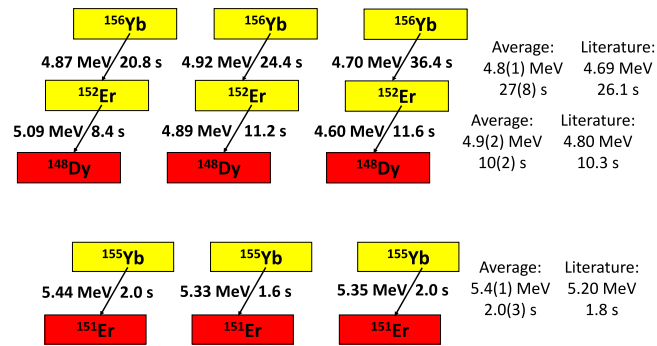 ¹⁵⁶Yb ¹⁵⁶Yb ¹⁵⁶Yb
4.87 MeV 20.8 s 4.92 MeV 24.4 s 4.70 MeV 36.4 s
¹⁵²Er ¹⁵²Er ¹⁵²Er
5.09 MeV 8.4 s 4.89 MeV 11.2 s 4.60 MeV 11.6 s
¹⁴⁸Dy ¹⁴⁸Dy ¹⁴⁸Dy
Average: Literature:
4.8(1) MeV 4.69 MeV
27(8) s 26.1 s
Average: Literature:
4.9(2) MeV 4.80 MeV
10(2) s 10.3 s
¹⁵⁵Yb ¹⁵⁵Yb ¹⁵⁵Yb
5.44 MeV 2.0 s 5.33 MeV 1.6 s 5.35 MeV 2.0 s
¹⁵¹Er ¹⁵¹Er ¹⁵¹Er
Average: Literature:
5.4(1) MeV 5.20 MeV
2.0(3) s 1.8 s